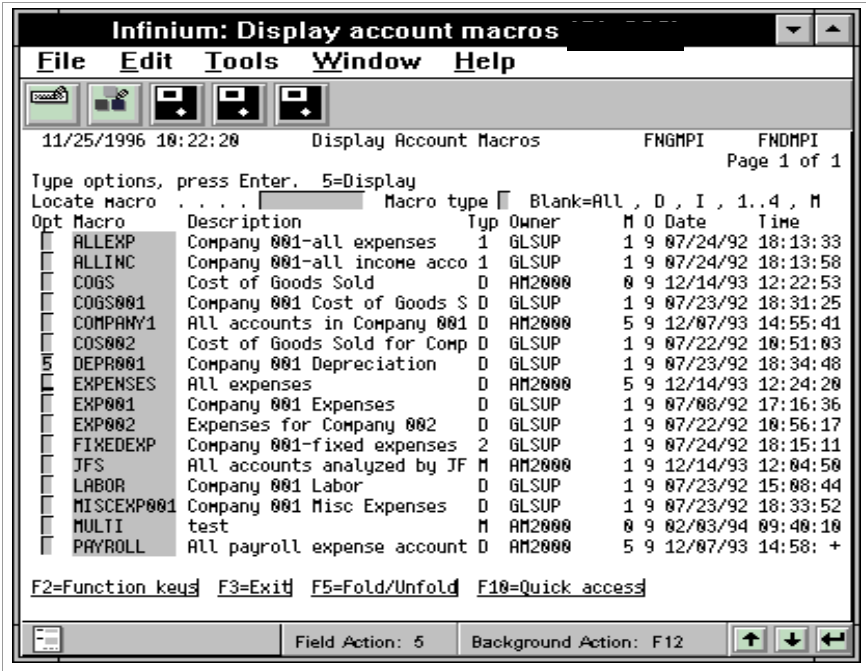 Infinium: Display account macros
File Edit Tools Window Help
11/25/1996 10:22:20 Display Account Macros FNGMPI FNDMPI
Page 1 of 1
Type options, press Enter. 5=Display
Locate macro . . . . Macro type Blank=All , D , I , 1..4 , M
Opt Macro Description Typ Owner M O Date Time
ALLEXP Company 001-all expenses 1 GLSUP 1 9 07/24/92 18:13:33
ALLINC Company 001-all income acco 1 GLSUP 1 9 07/24/92 18:13:58
COGS Cost of Goods Sold D AM2000 0 9 12/14/93 12:22:53
COGS001 Company 001 Cost of Goods S D GLSUP 1 9 07/23/92 18:31:25
COMPANY1 All accounts in Company 001 D AM2000 5 9 12/07/93 14:55:41
COS002 Cost of Goods Sold for Comp D GLSUP 1 9 07/22/92 10:51:03
5 DEPR001 Company 001 Depreciation D GLSUP 1 9 07/23/92 18:34:48
EXPENSES All expenses D AM2000 5 9 12/14/93 12:24:20
EXP001 Company 001 Expenses D GLSUP 1 9 07/08/92 17:16:36
EXP002 Expenses for Company 002 D GLSUP 1 9 07/22/92 10:56:17
FIXEDEXP Company 001-fixed expenses 2 GLSUP 1 9 07/24/92 18:15:11
JFS All accounts analyzed by JF M AM2000 1 9 12/14/93 12:04:50
LABOR Company 001 Labor D GLSUP 1 9 07/23/92 15:08:44
MISCEXP001 Company 001 Misc Expenses D GLSUP 1 9 07/23/92 18:33:52
MULTI test M AM2000 0 9 02/03/94 09:40:10
PAYROLL All payroll expense account D AM2000 5 9 12/07/93 14:58: +
F2=Function keys F3=Exit F5=Fold/Unfold F10=Quick access
Field Action: 5 Background Action: F12